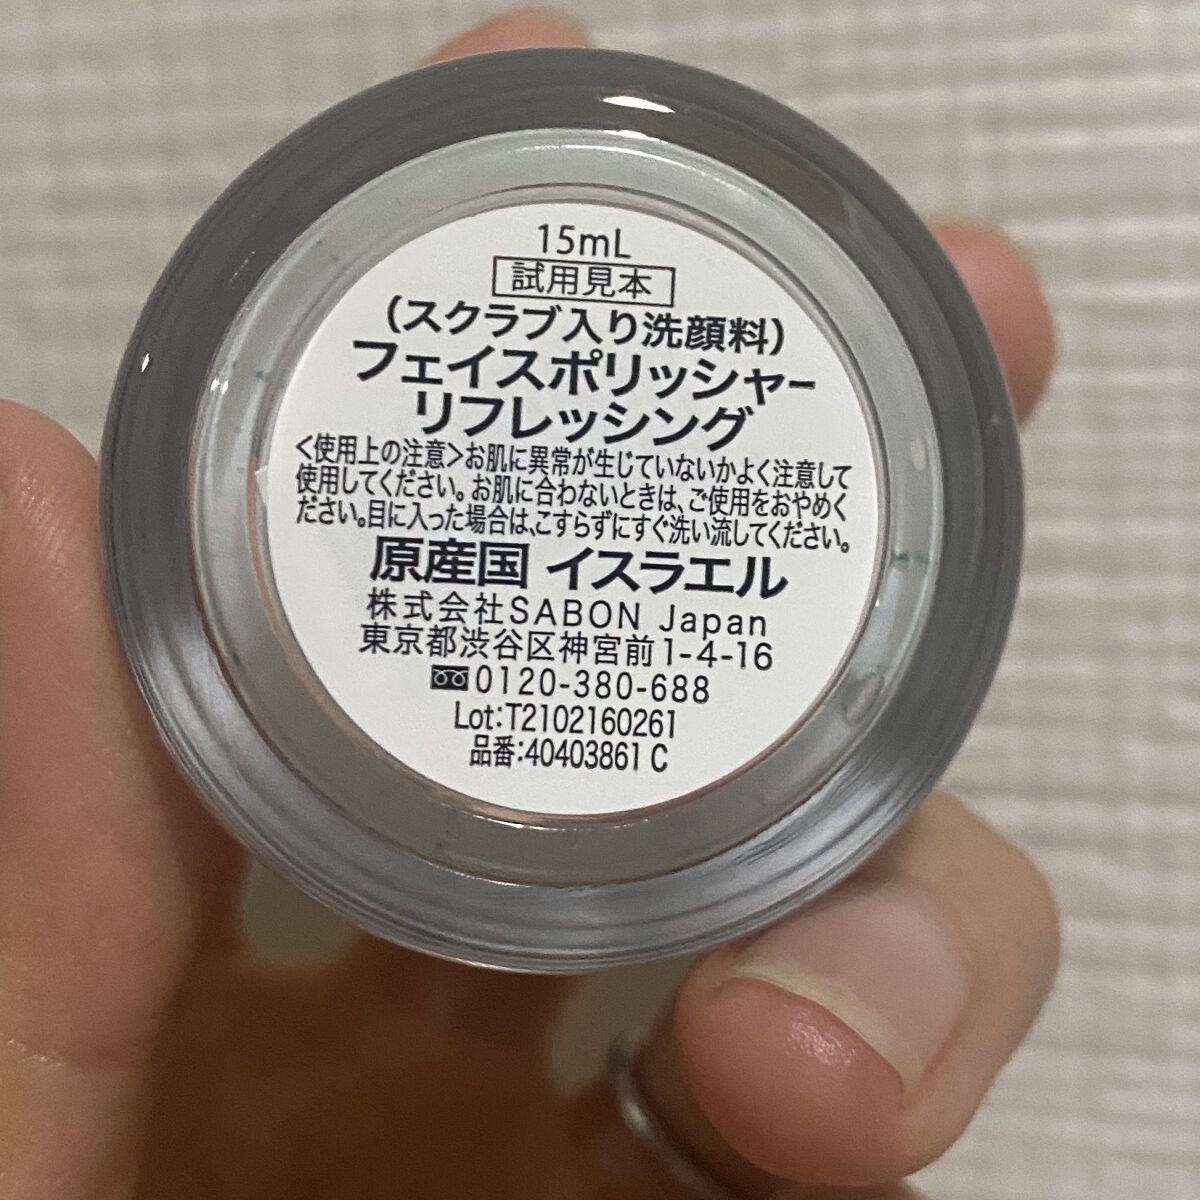 15mL
試用見本
(スクラブ入り洗顔料)
フェイスポリッシャー
リフレッシング
<使用上の注意>お肌に異常が生じていないかよく注意して
使用してください。お肌に合わないときは、ご使用をおやめく
ださい。目に入った場合は、こすらずにすぐ洗い流してください。
原産国 イスラエル
株式会社SABON Japan
東京都渋谷区神宮前1-4-16
0120-380-688
Lot:T2102160261
品番:40403861 C